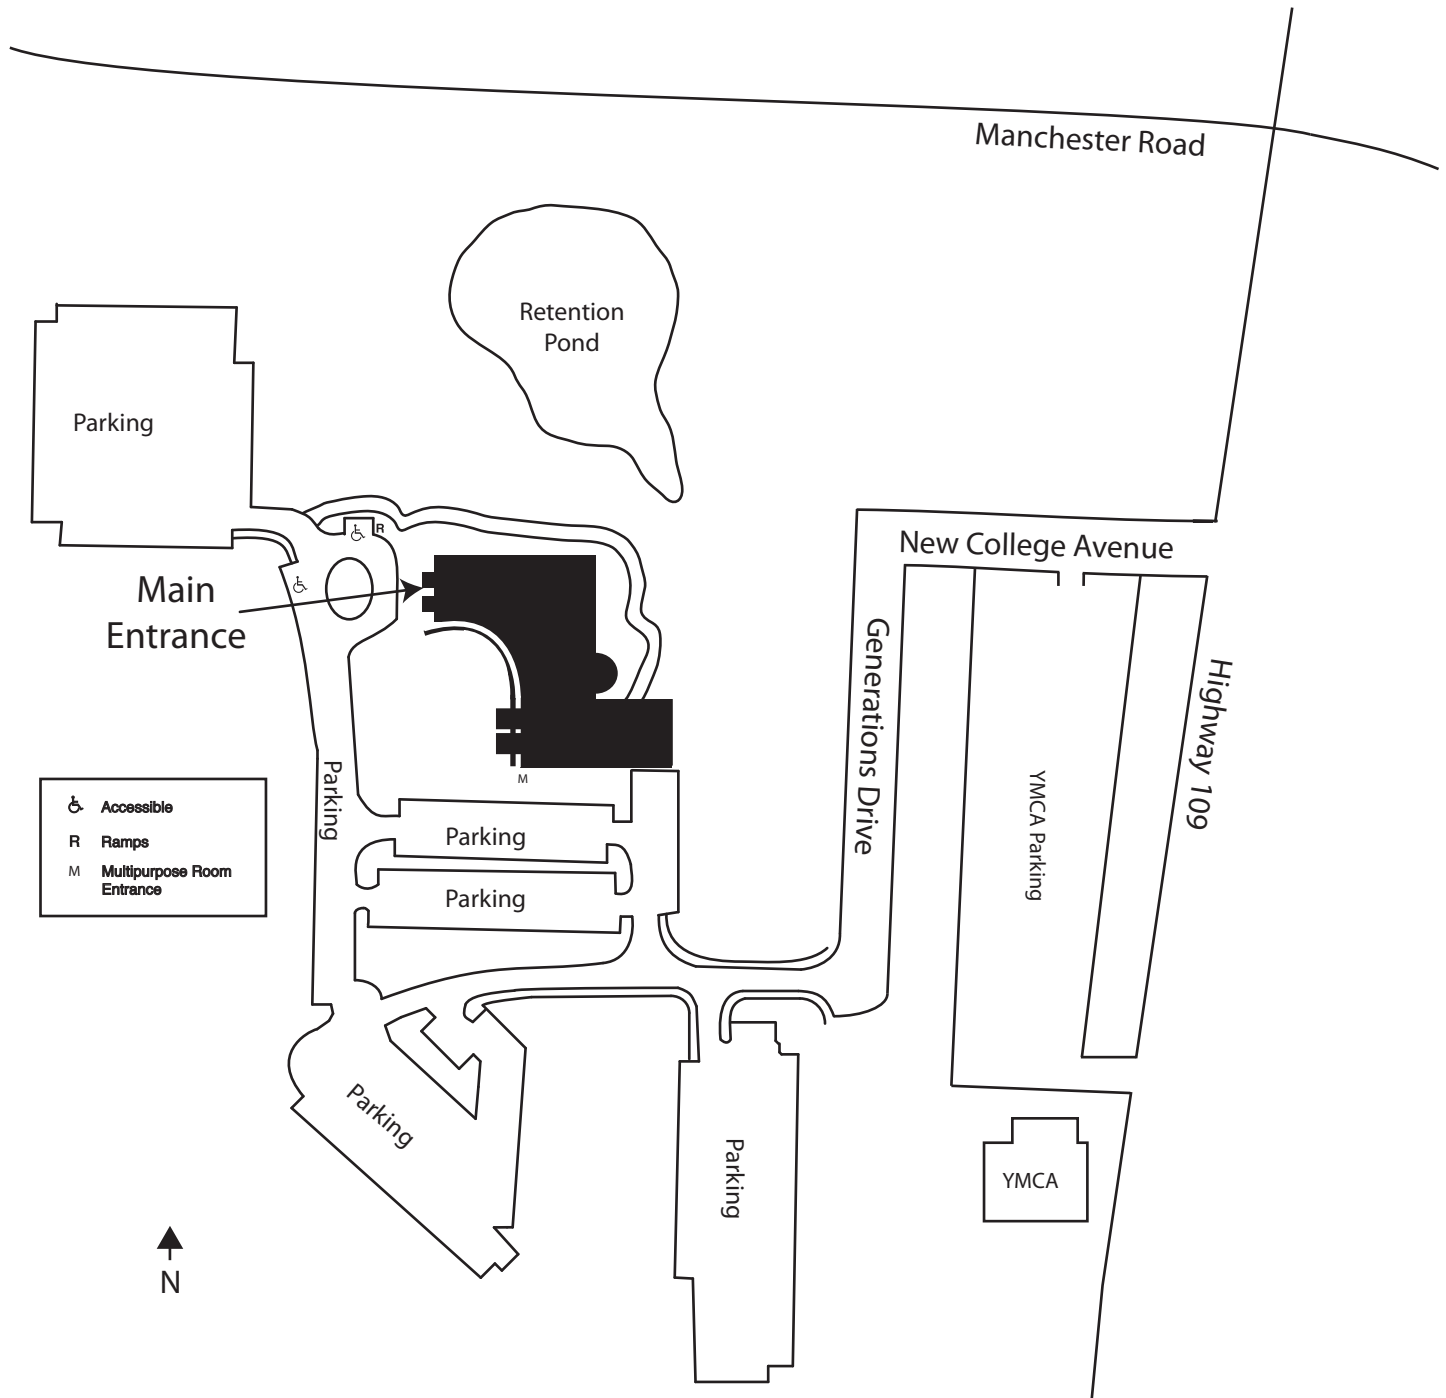 Manchester Road
Retention
Pond
Parking
R
New College Avenue
Main
Entrance
Generations Drive
Highway 109
Parking
YMCA Parking
M
Accessible
R Ramps
M Multipurpose Room
Entrance
Parking
Parking
Parking
Parking
YMCA
N